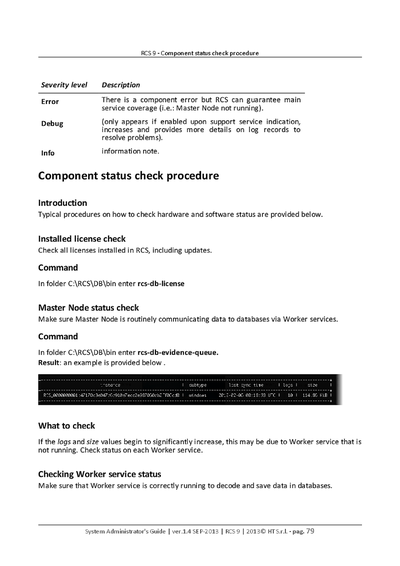 RCS 9 - Component status check procedure
Severity level Description
Error There is a component error but RCS can guarantee main
service coverage (i.e.: Master Node not running).
Debug (only appears if enabled upon support service indication,
increases and provides more details on log records to
resolve problems).
Info information note.
Component status check procedure
Introduction
Typical procedures on how to check hardware and software status are provided below.
Installed license check
Check all licenses installed in RCS, including updates.
Command
In folder C:\RCS\DB\bin enter rcs-db-license
Master Node status check
Make sure Master Node is routinely communicating data to databases via Worker services.
Command
In folder C:\RCS\DB\bin enter rcs-db-evidence-queue.
Result: an example is provided below .
instance | subtype | last sync time | logs | size
windows
What to check
If the logs and size values begin to significantly increase, this may be due to Worker service that is
not running. Check status on each Worker service.
Checking Worker service status
Make sure that Worker service is correctly running to decode and save data in databases.
System Administrator's Guide | ver.1.4 SEP-2013 | RCS 9 | 2013© HT S.r.l. - pag. 79